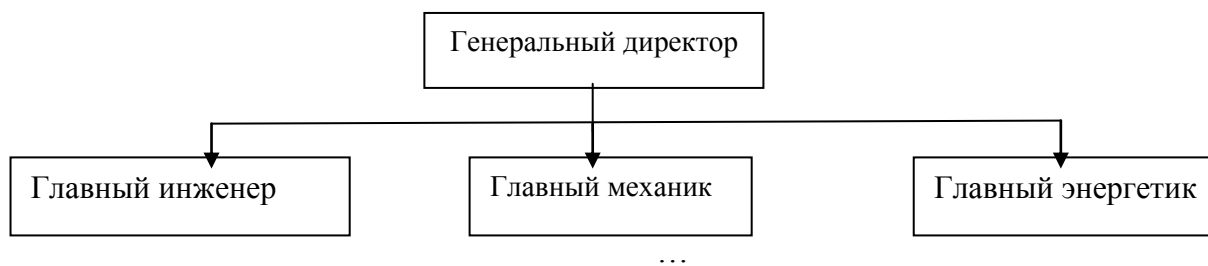 Генеральный директор
Главный инженер
Главный механик
Главный энергетик
…